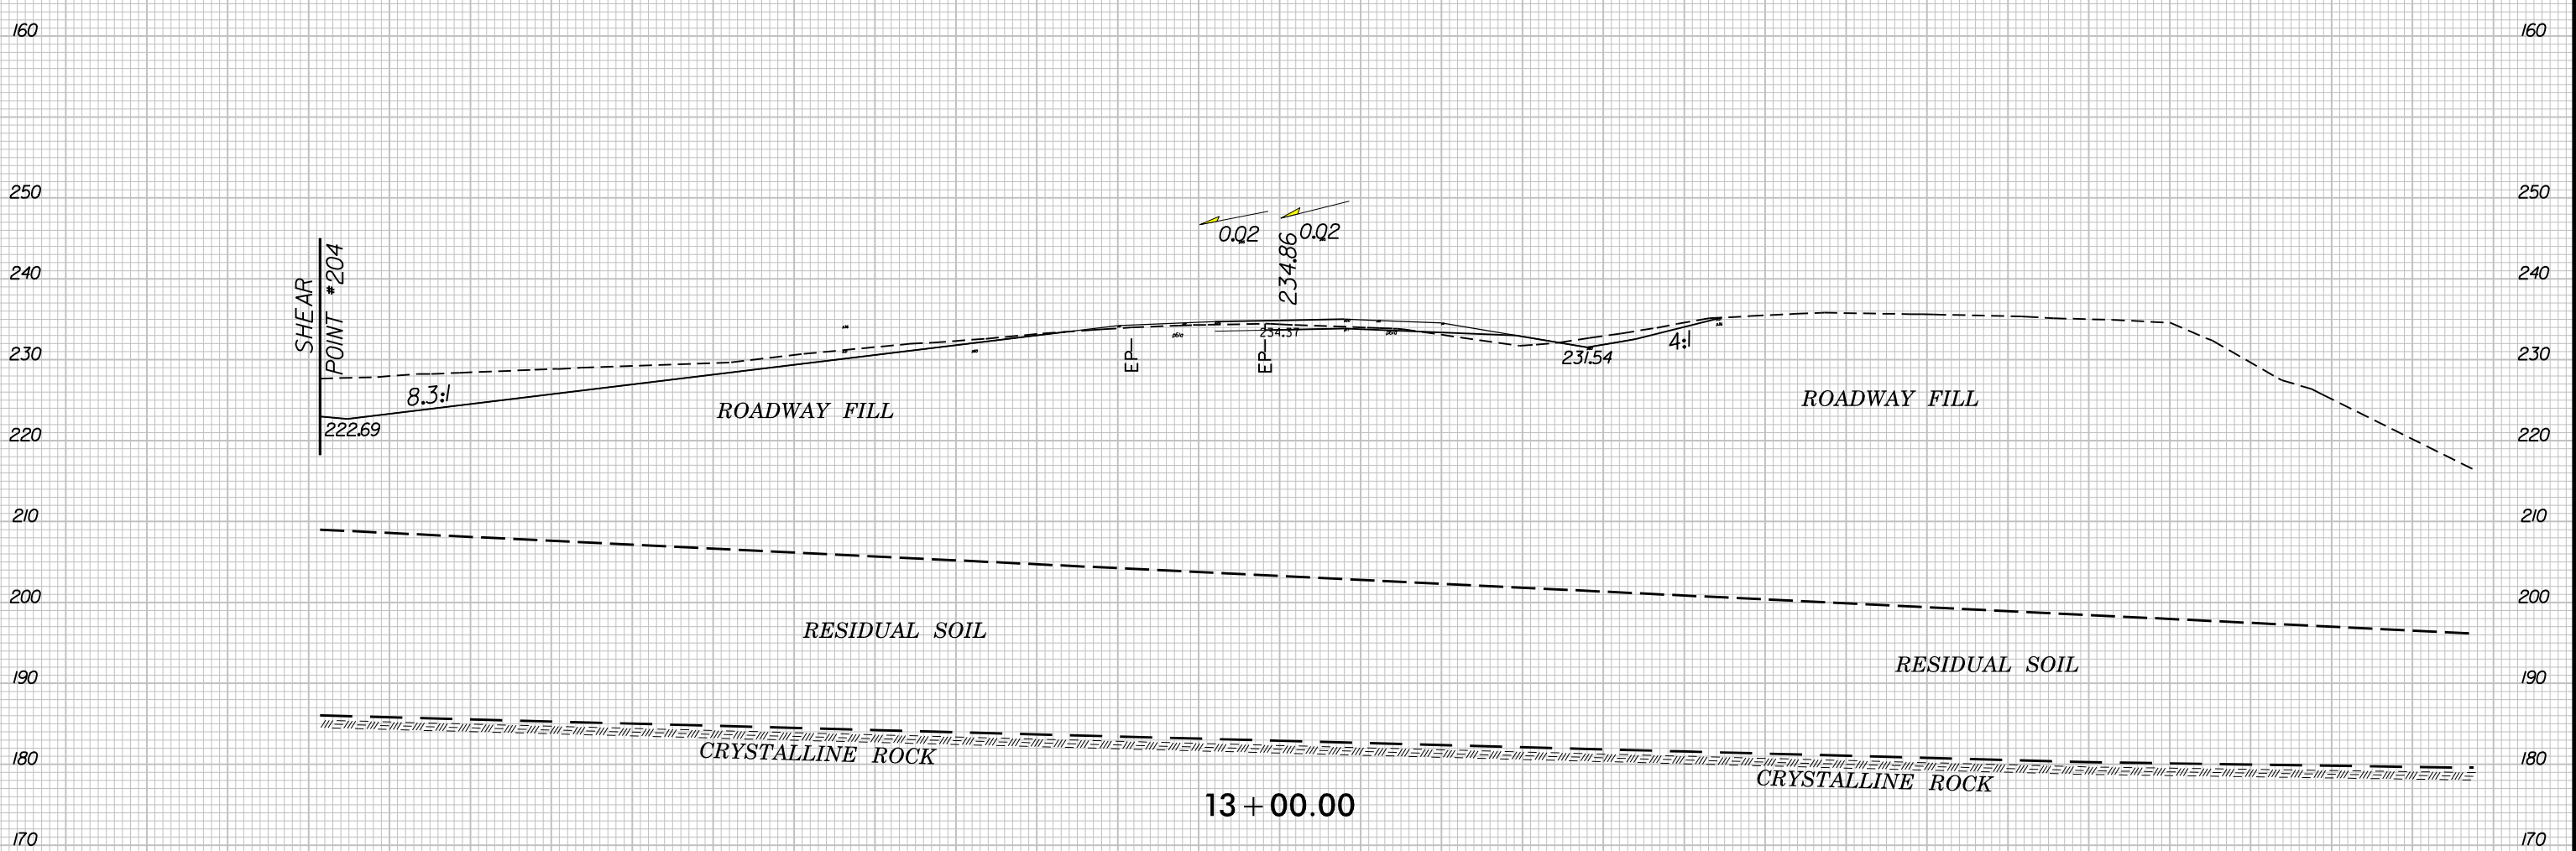 160 160
250 250
0.02 0.02
SHEAR
POINT #204
234.86
240 240
234.37
230 230
EP
EP
231.54
4:1
8.3:1
ROADWAY FILL
ROADWAY FILL
222.69
220 220
210 210
200 200
RESIDUAL SOIL
RESIDUAL SOIL
190 190
CRYSTALLINE ROCK
180 180
CRYSTALLINE ROCK
13+00.00
170 170